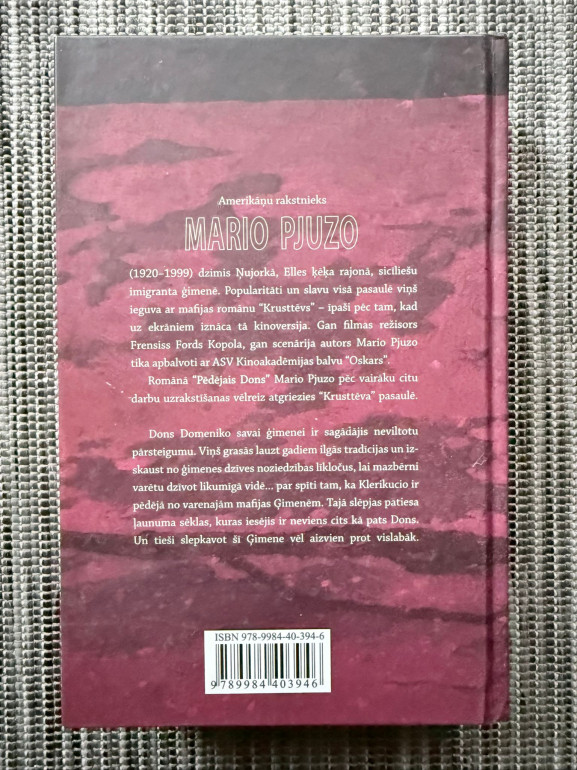 Amerikāņu rakstnieks
MARIO PJUZO
(1920–1999) dzimis Ņujorkā, Elles ķēķa rajonā, sicīliešu
imigranta ģimenē. Popularitāti un slavu visā pasaulē viņš
ieguva ar mafijas romānu “Krusttēvs” – īpaši pēc tam, kad
uz ekrāniem iznāca tā kinoversija. Gan filmas režisors
Frensiss Fords Kopola, gan scenārija autors Mario Pjuzo
tika apbalvoti ar ASV Kinoakadēmijas balvu “Oskars”.
Romānā “Pēdējais Dons” Mario Pjuzo pēc vairāku citu
darbu uzrakstīšanas vēlreiz atgriezies “Krusttēva” pasaulē.
Dons Domeniko savai ģimenei ir sagādājis neviltotu
pārsteigumu. Viņš grasās lauzt gadiem ilgās tradīcijas un iz-
skaust no ģimenes dzīves noziedzības līkločus, lai mazbērni
varētu dzīvot likumīgā vidē... par spīti tam, ka Klerikucio ir
pēdējā no varenajām mafijas Ģimenēm. Tajā slēpjas patiesa
ļaunuma sēklas, kuras iesējis ir neviens cits kā pats Dons.
Un tieši slepkavot šī Ģimene vēl aizvien prot vislabāk.
ISBN 978-9984-40-394-6
9 789984 403946